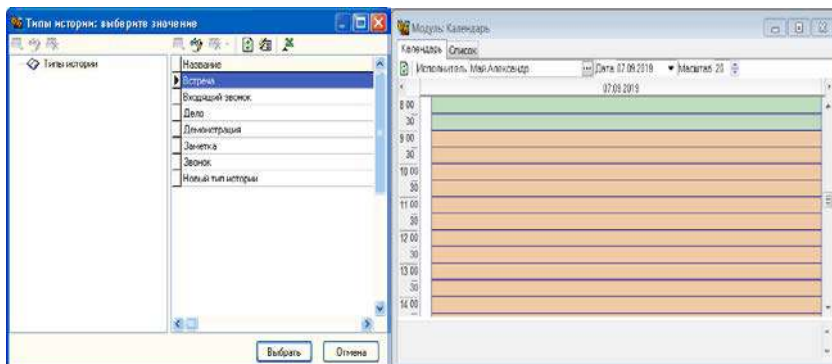 Типы истории: выберите значение
Типы истории
Название
Встреча
Входящий звонок
Дело
Демонстрация
Заметка
Звонок
Новый тип истории
Выбрать
Отмена
Модуль: Календарь
Календарь Список
Исполнитель Май Александр Дата 07.09.2019 Масштаб 20
07.09.2019
8 00
30
9 00
30
10 00
30
11 00
30
12 00
30
13 00
30
14 00